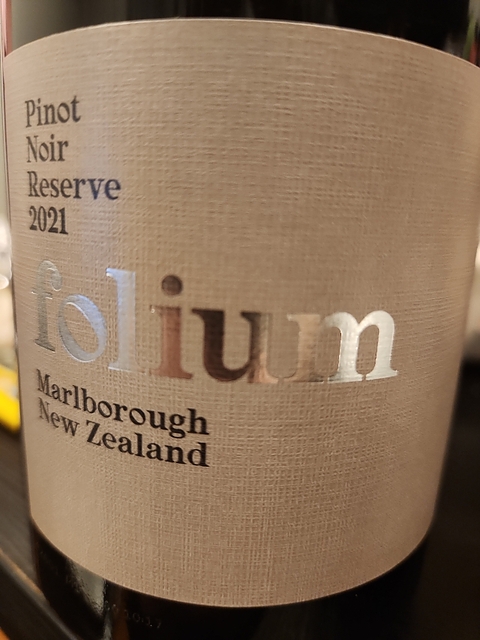 Pinot
Noir
Reserve
2021
folium
Marlborough
New Zealand